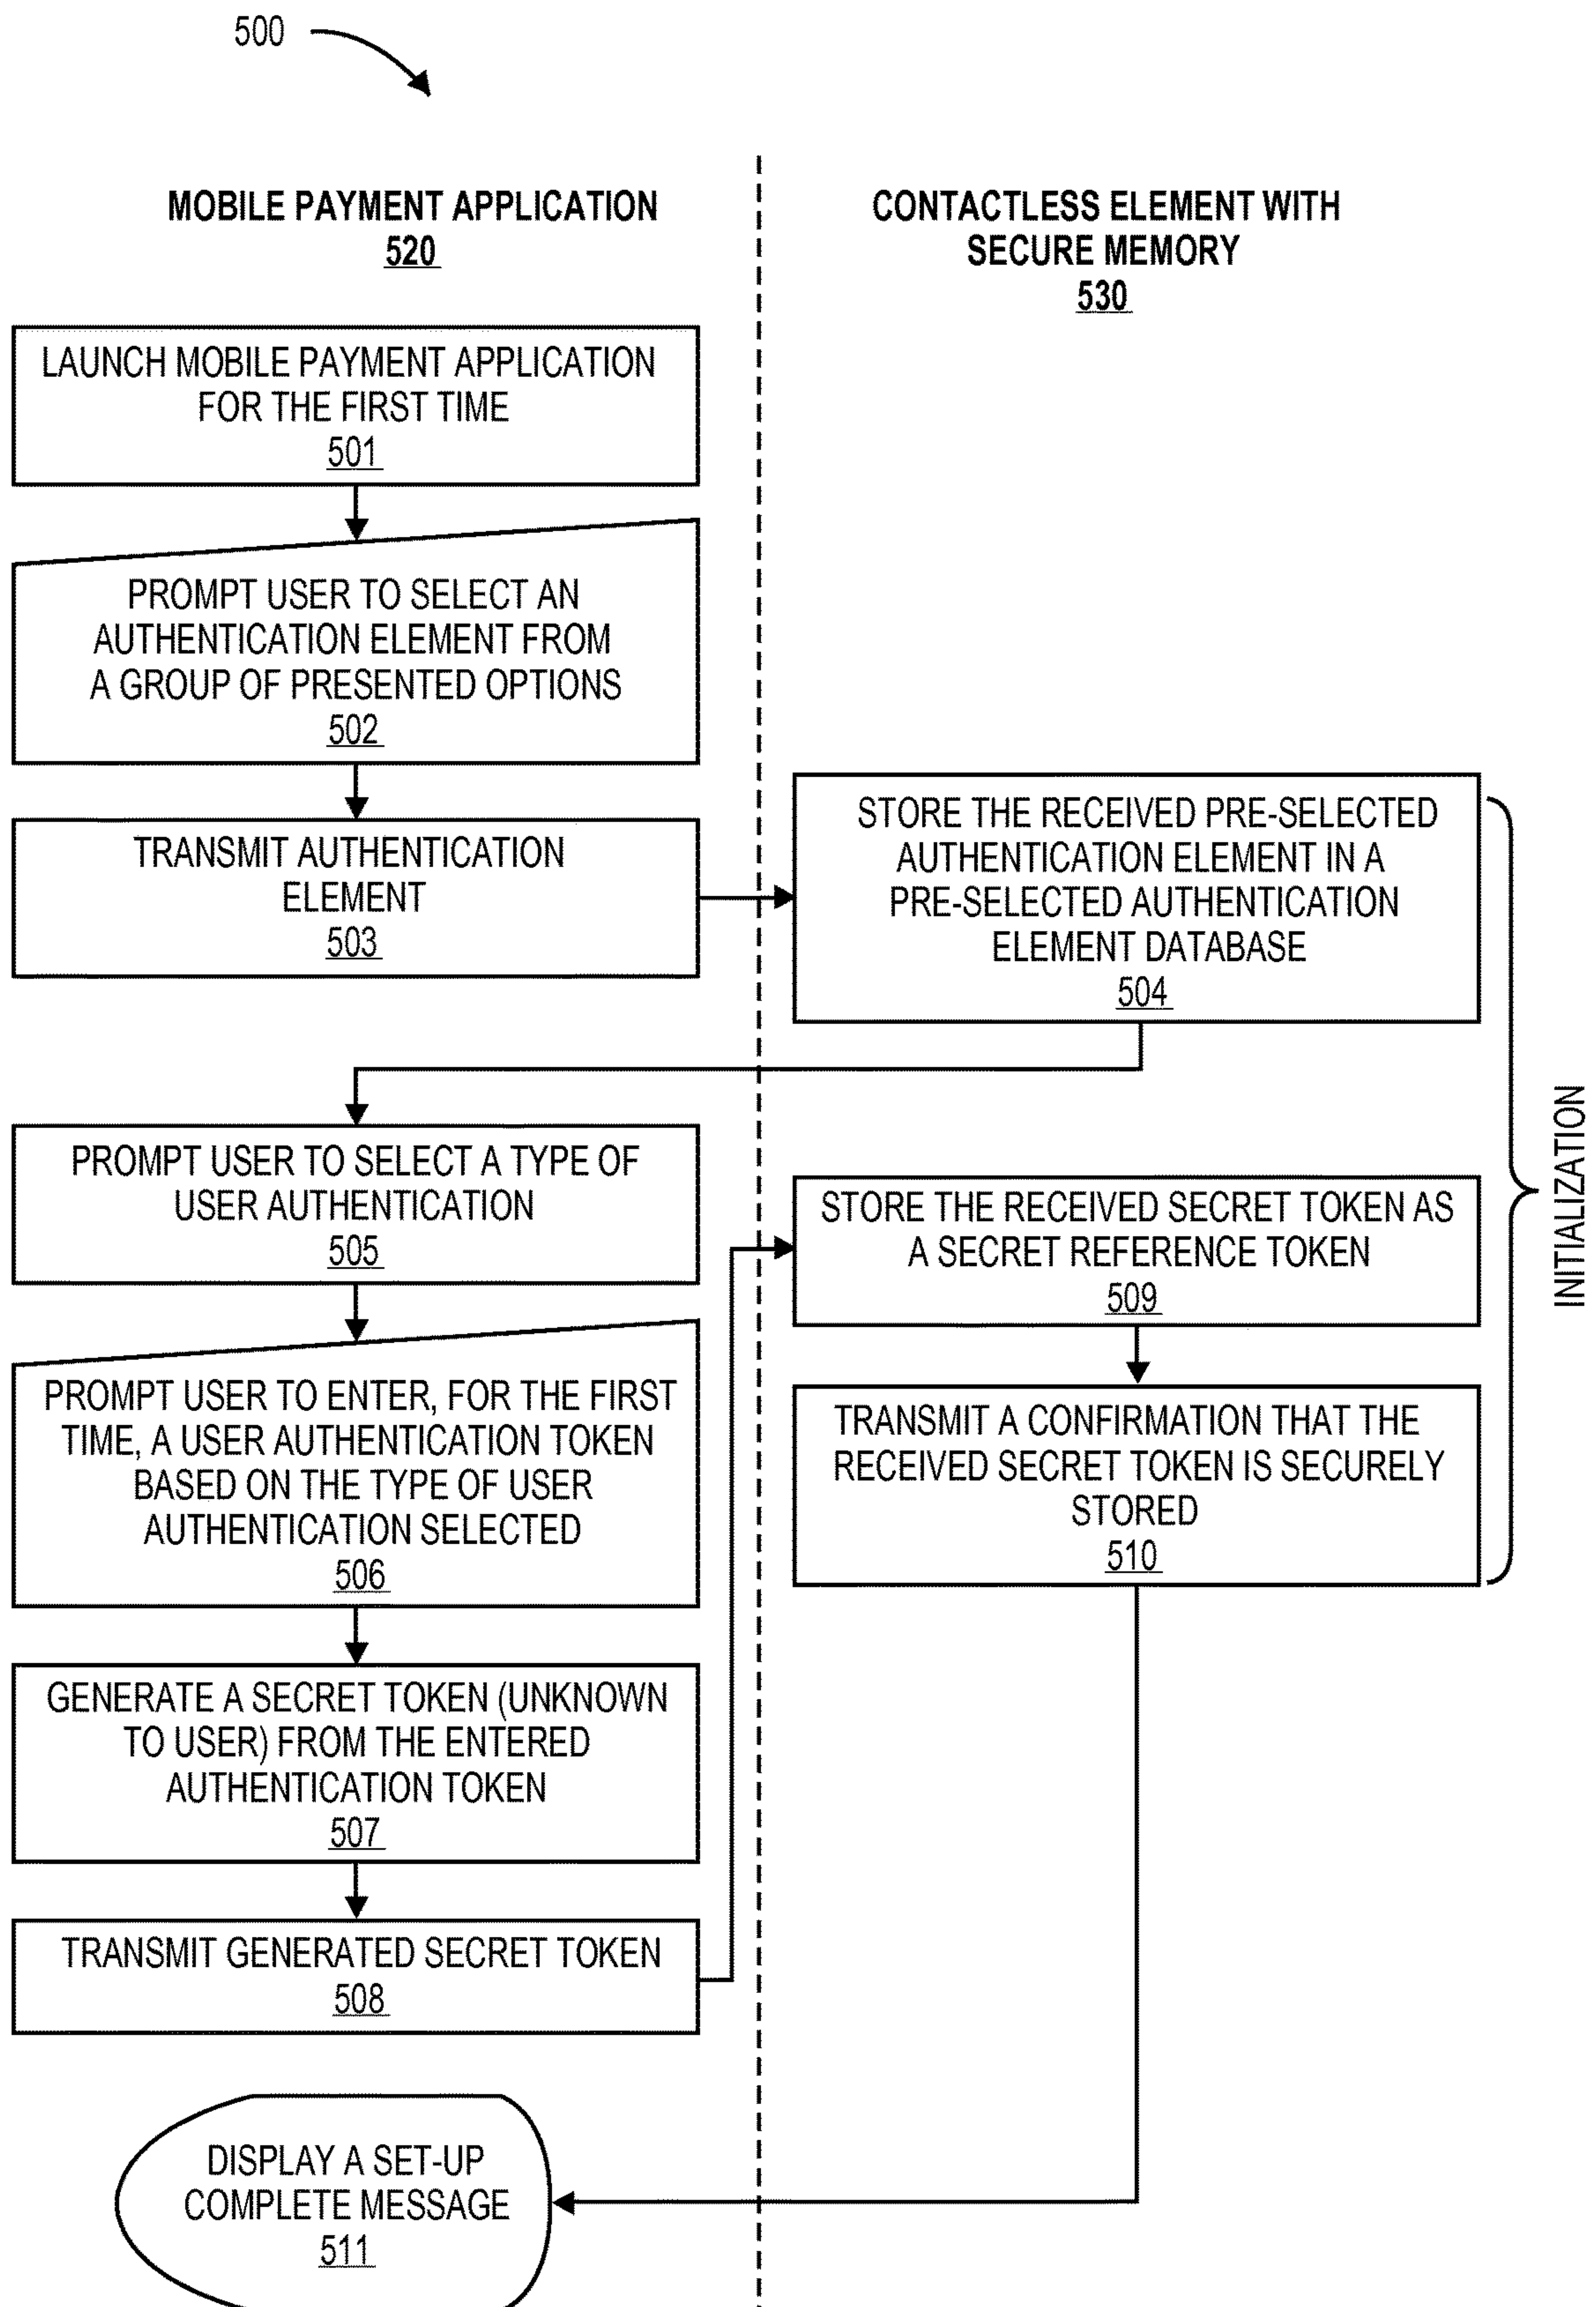 500
MOBILE PAYMENT APPLICATION
520
CONTACTLESS ELEMENT WITH
SECURE MEMORY
530
LAUNCH MOBILE PAYMENT APPLICATION
FOR THE FIRST TIME
501
PROMPT USER TO SELECT AN
AUTHENTICATION ELEMENT FROM
A GROUP OF PRESENTED OPTIONS
502
TRANSMIT AUTHENTICATION
ELEMENT
503
STORE THE RECEIVED PRE-SELECTED
AUTHENTICATION ELEMENT IN A
PRE-SELECTED AUTHENTICATION
ELEMENT DATABASE
504
PROMPT USER TO SELECT A TYPE OF
USER AUTHENTICATION
505
PROMPT USER TO ENTER, FOR THE FIRST
TIME, A USER AUTHENTICATION TOKEN
BASED ON THE TYPE OF USER
AUTHENTICATION SELECTED
506
GENERATE A SECRET TOKEN (UNKNOWN
TO USER) FROM THE ENTERED
AUTHENTICATION TOKEN
507
TRANSMIT GENERATED SECRET TOKEN
508
STORE THE RECEIVED SECRET TOKEN AS
A SECRET REFERENCE TOKEN
509
TRANSMIT A CONFIRMATION THAT THE
RECEIVED SECRET TOKEN IS SECURELY
STORED
510
INITIALIZATION
DISPLAY A SET-UP
COMPLETE MESSAGE
511